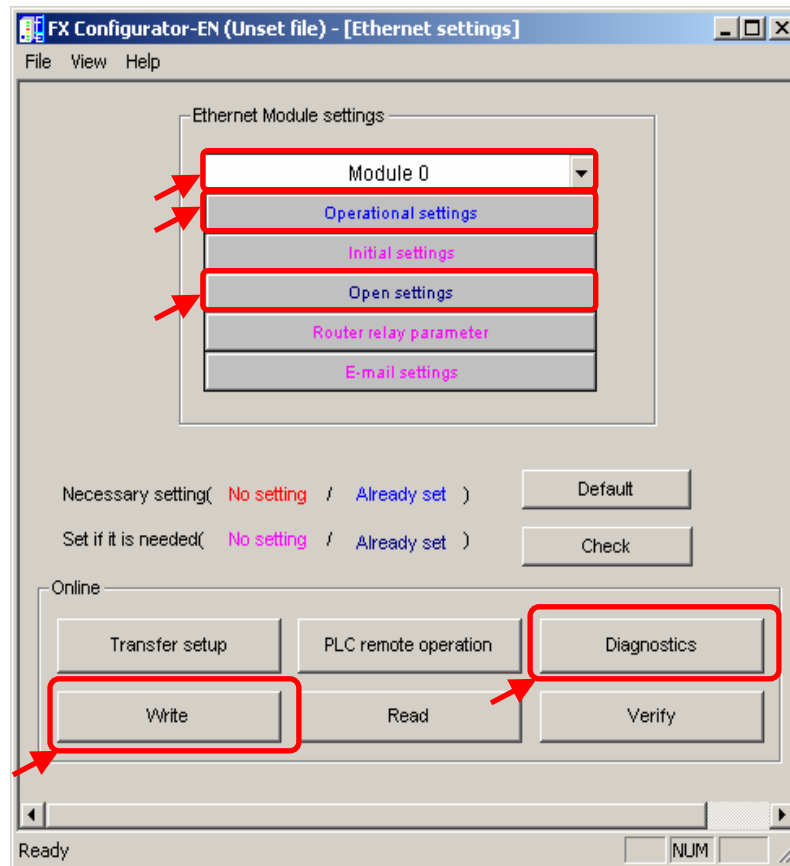 FX Configurator-EN (Unset file) - [Ethernet settings]
File View Help
Ethernet Module settings
Module 0
Operational settings
Initial settings
Open settings
Router relay parameter
E-mail settings
Necessary setting( No setting / Already set ) Default
Set if it is needed( No setting / Already set ) Check
Online
Transfer setup PLC remote operation Diagnostics
Write Read Verify
Ready NUM